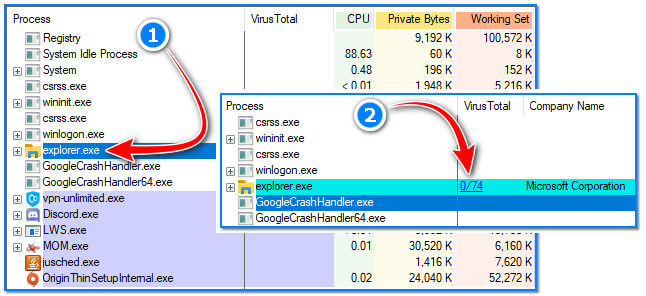 Process VirusTotal CPU Private Bytes Working Set
Registry 9,192 K 100,572 K
System Idle Process 88.63 60 K 8 K
System 0.48 196 K 152 K
csrss.exe < 0.01 1,948 K 5,216 K
wininit.exe
csrss.exe
winlogon.exe
explorer.exe
GoogleCrashHandler.exe
GoogleCrashHandler64.exe
vpn-unlimited.exe
Discord.exe
LWS.exe
MOM.exe 0.01 30,520 K 6,160 K
jusched.exe 1,416 K 7,620 K
OriginThinSetupInternal.exe 0.02 24,040 K 52,272 K
1
Process VirusTotal Company Name
csrss.exe
wininit.exe
csrss.exe
winlogon.exe
explorer.exe 0/74 Microsoft Corporation
GoogleCrashHandler.exe
GoogleCrashHandler64.exe
2